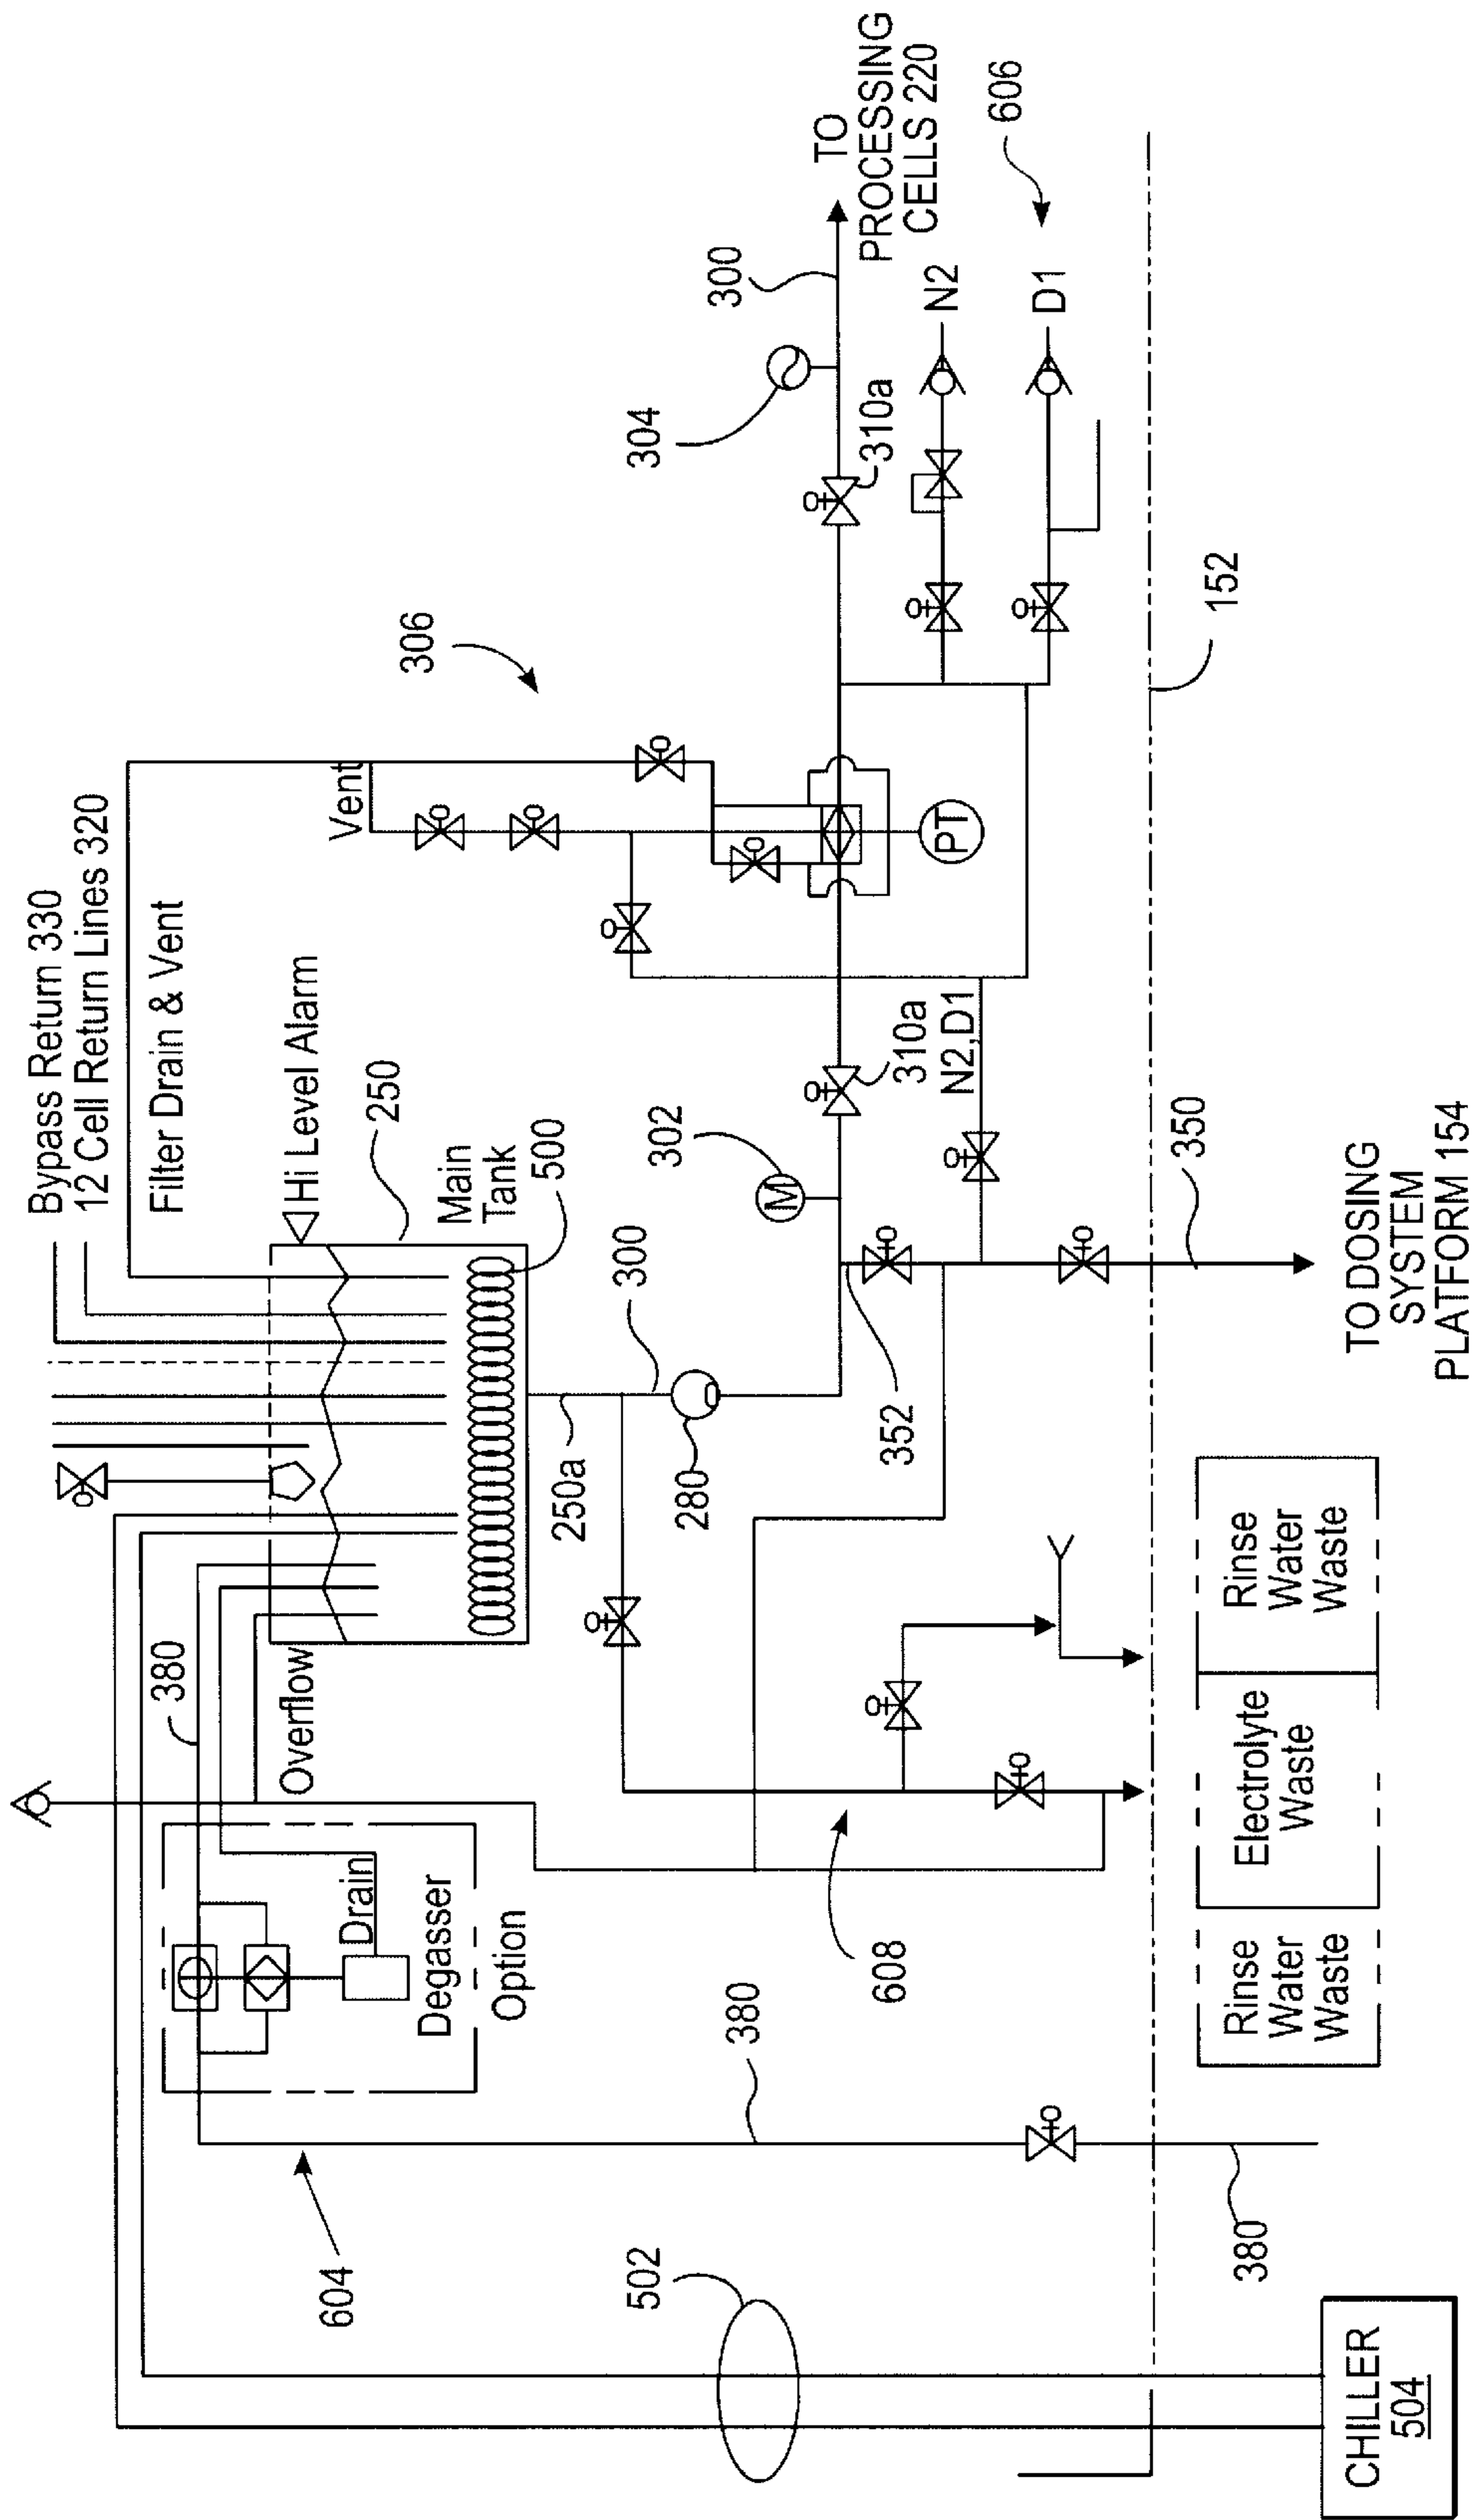 Bypass Return 330
12 Cell Return Lines 320
Filter Drain & Vent
Hi Level Alarm
250
Main
Tank
500
380
Overflow
Vent
306
Drain
Degasser
Option
604
250a
300
280
302
310a
N2,D1
304
310a
300
TO
PROCESSING
CELLS 220
N2
D1
606
352
608
380
502
350
152
380
TO DOSING
SYSTEM
PLATFORM 154
Rinse
Water
Waste
Electrolyte
Waste
Rinse
Water
Waste
CHILLER
504
PT
M